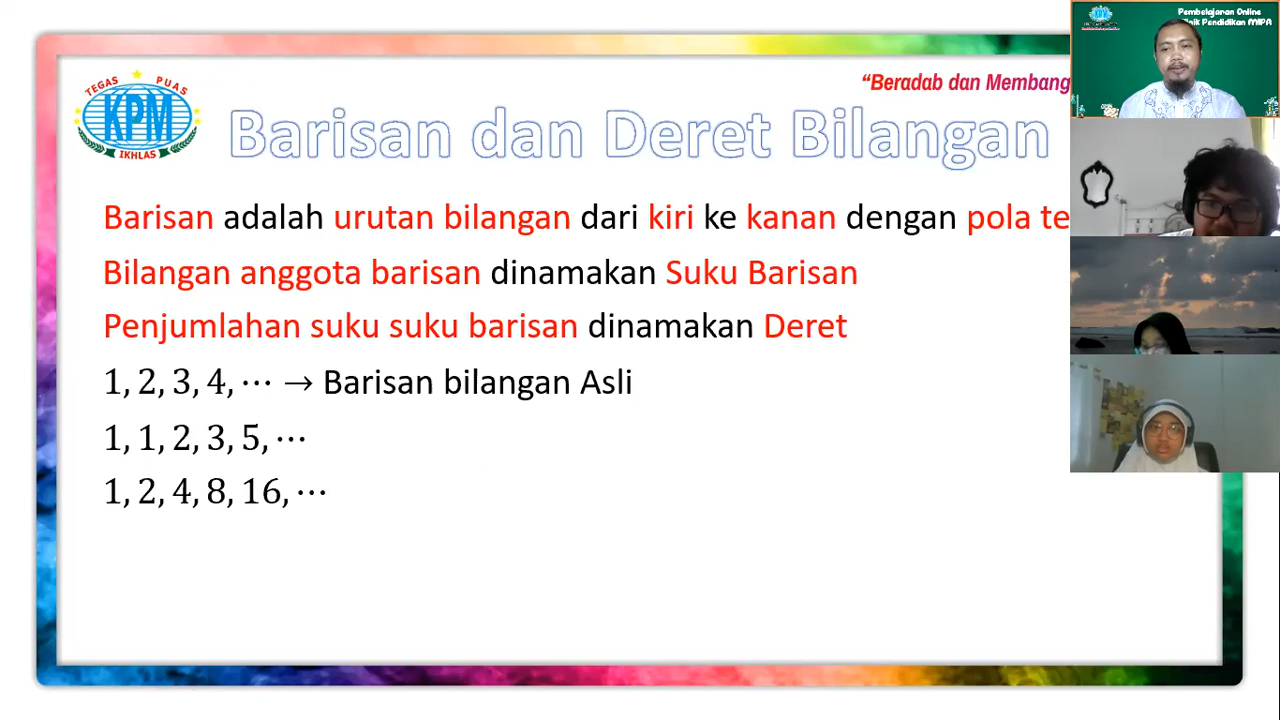 Pembelajaran Online
Klinik Pendidikan MIPA
TEGAS PUAS
KPM
IKHLAS
“Beradab dan Membang
Barisan dan Deret Bilangan
Barisan adalah urutan bilangan dari kiri ke kanan dengan pola te
Bilangan anggota barisan dinamakan Suku Barisan
Penjumlahan suku suku barisan dinamakan Deret
1, 2, 3, 4, ⋯ → Barisan bilangan Asli
1, 1, 2, 3, 5, ⋯
1, 2, 4, 8, 16, ⋯